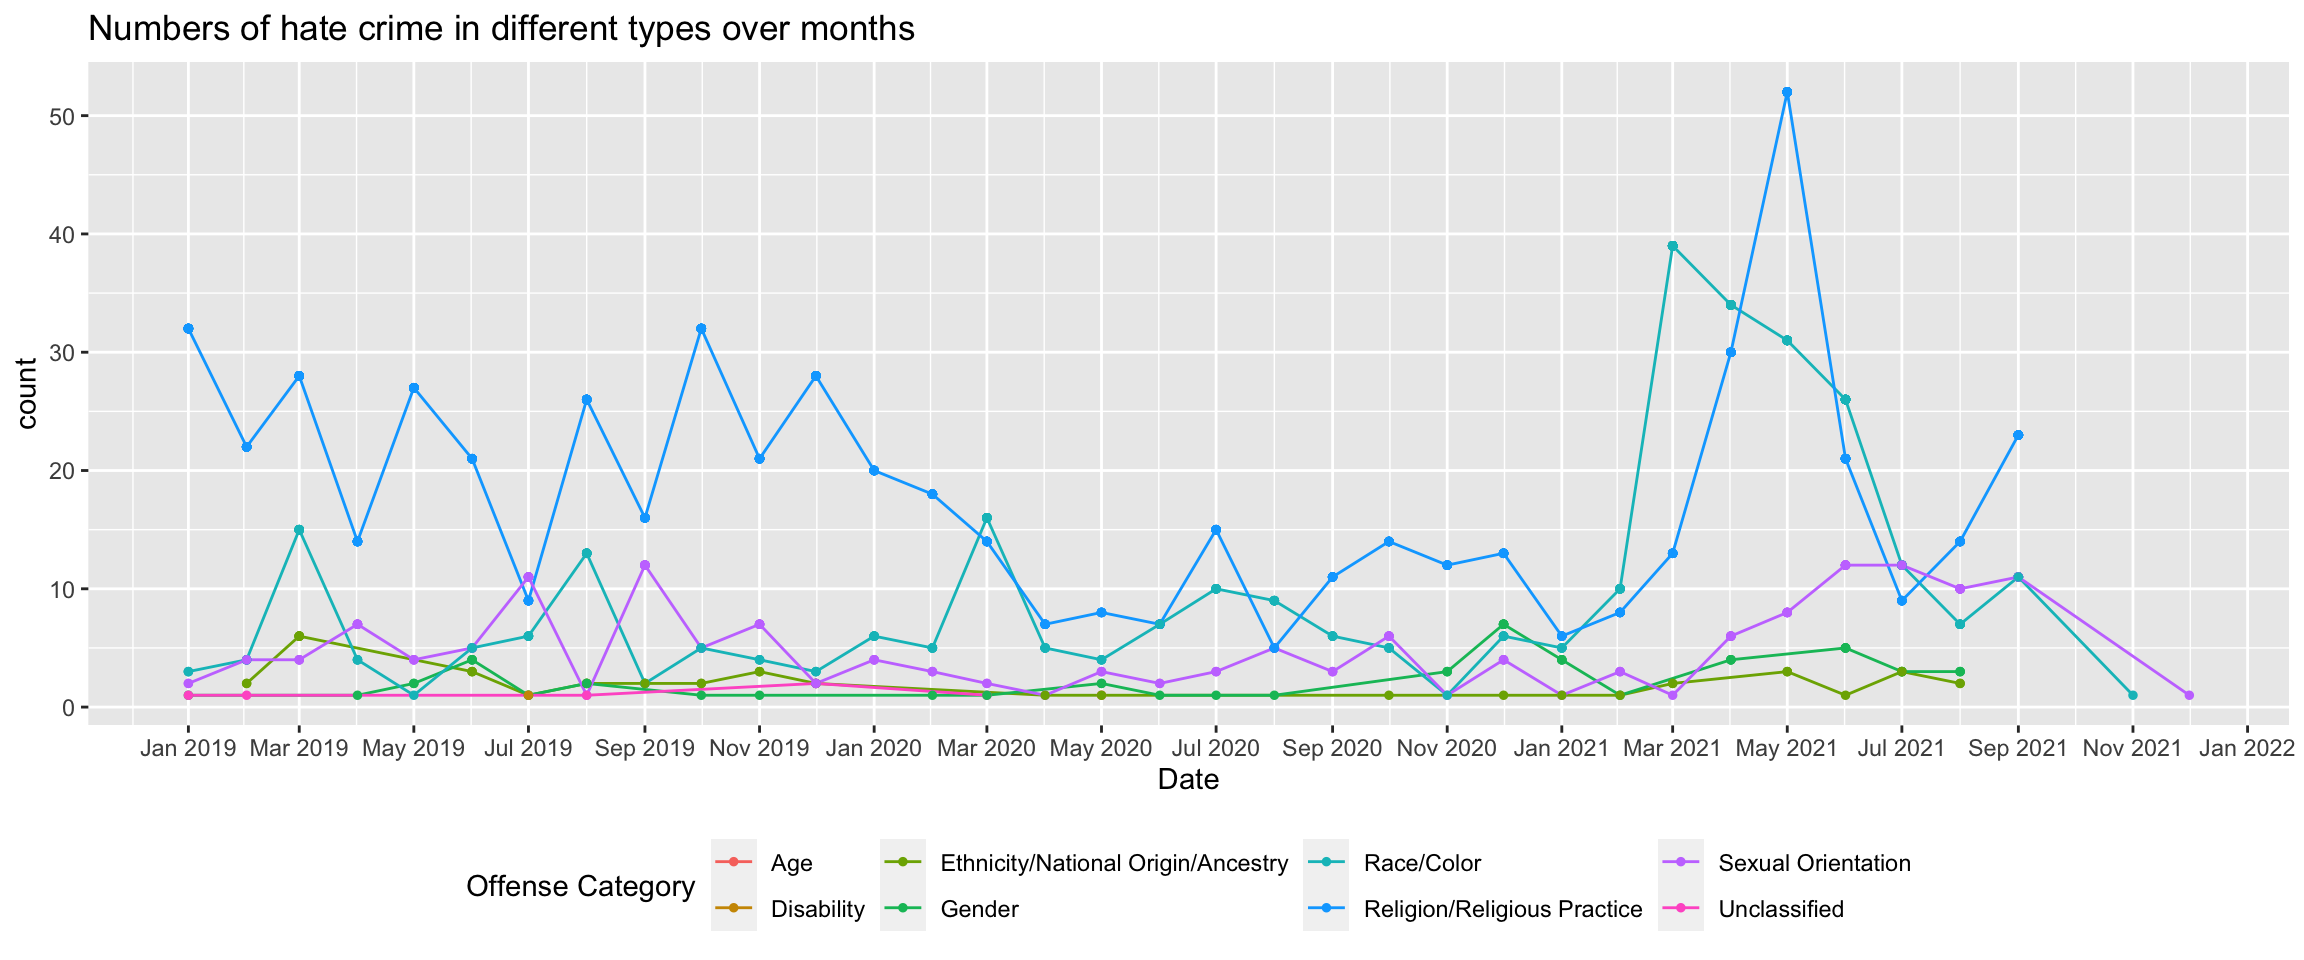 Numbers of hate crime in different types over months
50
40
30
20
10
0
count
Jan 2019 Mar 2019 May 2019 Jul 2019 Sep 2019 Nov 2019 Jan 2020 Mar 2020 May 2020 Jul 2020 Sep 2020 Nov 2020 Jan 2021 Mar 2021 May 2021 Jul 2021 Sep 2021 Nov 2021 Jan 2022
Date
Offense Category
Age Ethnicity/National Origin/Ancestry Race/Color Sexual Orientation
Disability Gender Religion/Religious Practice Unclassified